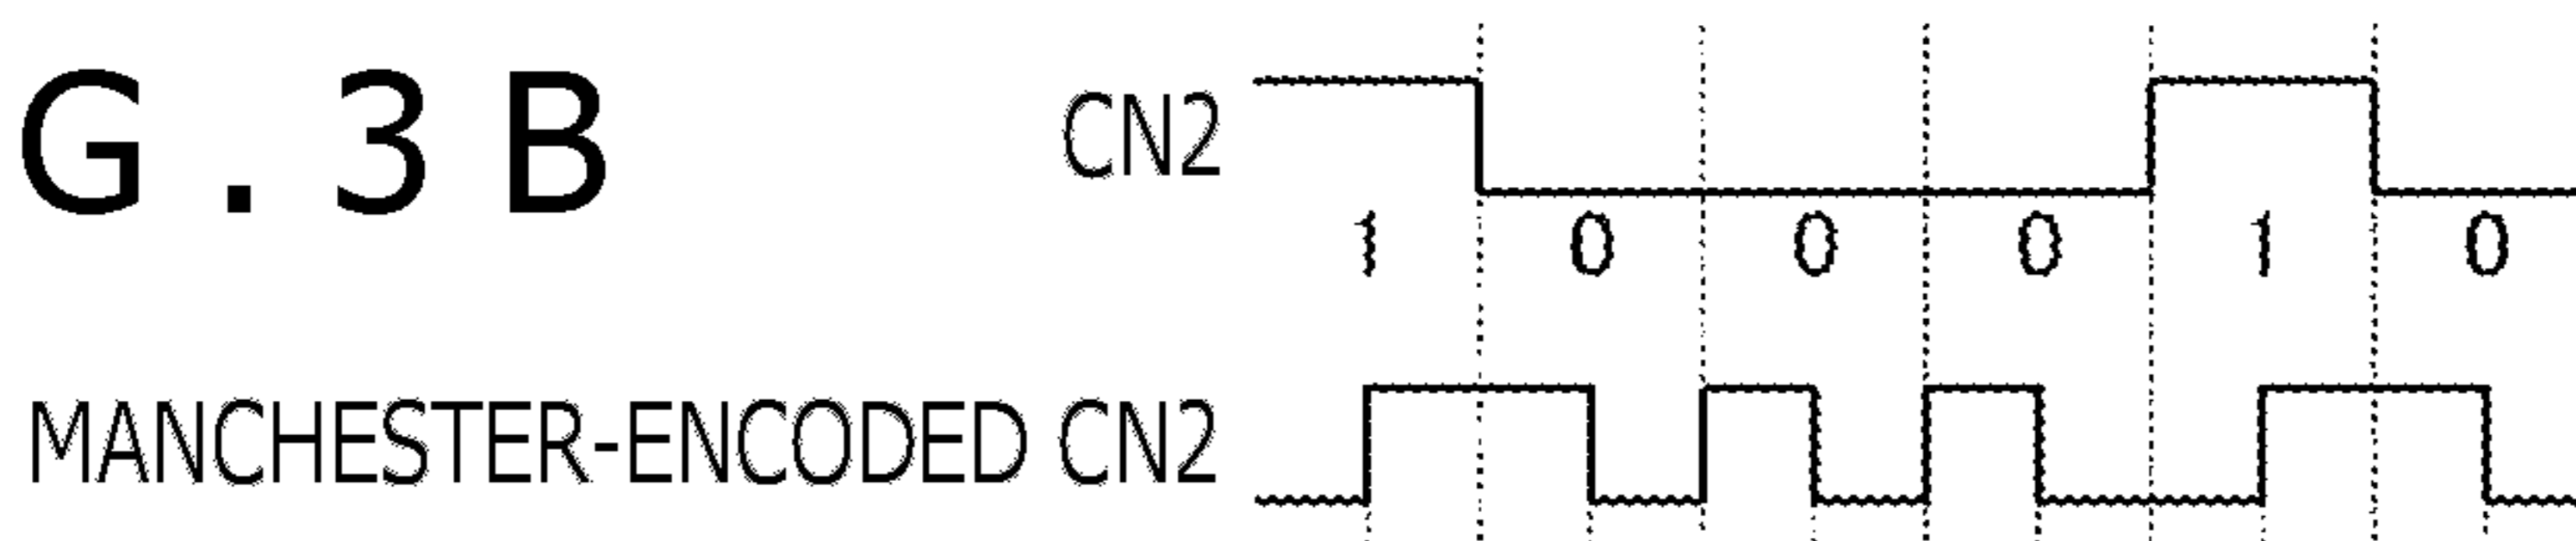 G.3B
CN2
1 0 0 0 1 0
MANCHESTER-ENCODED CN2